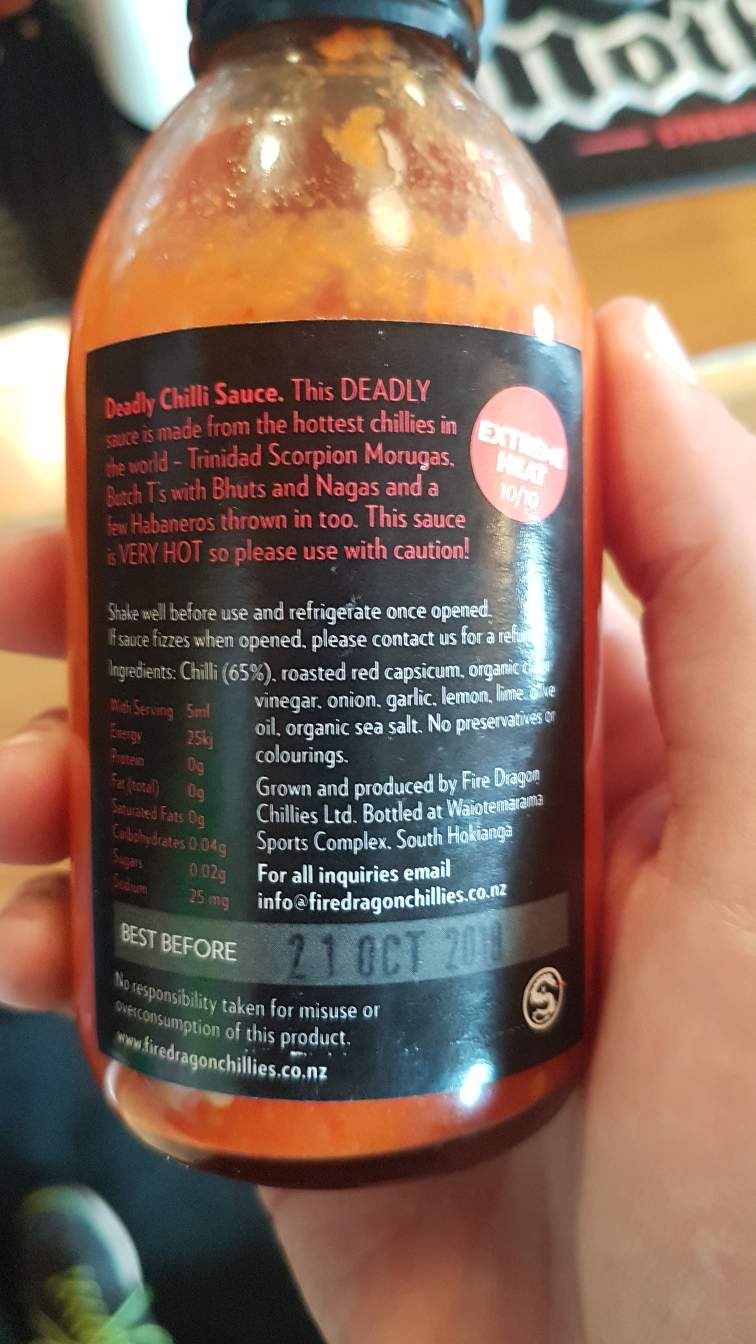 Deadly Chilli Sauce. This DEADLY
sauce is made from the hottest chillies in
the world - Trinidad Scorpion Morugas,
Butch T's with Bhuts and Nagas and a
few Habaneros thrown in too. This sauce
is VERY HOT so please use with caution!
EXTREME
HEAT
10/10
Shake well before use and refrigerate once opened.
If sauce fizzes when opened, please contact us for a
Ingredients: Chilli (65%), roasted red capsicum, organic
vinegar, onion, garlic, lemon, lime, olive
oil, organic sea salt. No preservatives or
colourings.
With Serving 5ml
Energy 25kj
Protein 0g
Fat (total) 0g
Saturated Fats 0g
Carbohydrates 0.04g
Sugars 0.02g
Sodium 25 mg
Grown and produced by Fire Dragon
Chillies Ltd. Bottled at Waiotemarama
Sports Complex, South Hokianga
For all inquiries email
info@firedragonchillies.co.nz
BEST BEFORE 21 OCT
No responsibility taken for misuse or
overconsumption of this product.
www.firedragonchillies.co.nz